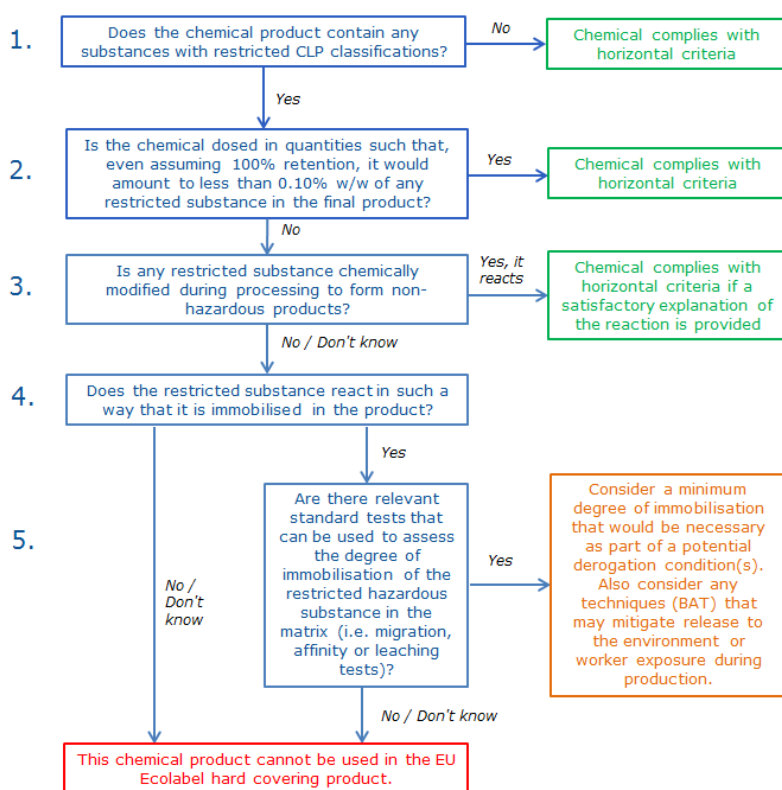 1.
Does the chemical product contain any
substances with restricted CLP classifications?
No
Chemical complies with
horizontal criteria
Yes
2.
Is the chemical dosed in quantities such that,
even assuming 100% retention, it would
amount to less than 0.10% w/w of any
restricted substance in the final product?
Yes
Chemical complies with
horizontal criteria
No
3.
Is any restricted substance chemically
modified during processing to form non-
hazardous products?
Yes, it
reacts
Chemical complies with
horizontal criteria if a
satisfactory explanation of
the reaction is provided
No / Don't know
4.
Does the restricted substance react in such a
way that it is immobilised in the product?
Yes
5.
Are there relevant
standard tests that
can be used to assess
the degree of
immobilisation of the
restricted hazardous
substance in the
matrix (i.e. migration,
affinity or leaching
tests)?
Yes
Consider a minimum
degree of immobilisation
that would be necessary
as part of a potential
derogation condition(s).
Also consider any
techniques (BAT) that
may mitigate release to
the environment or
worker exposure during
production.
No /
Don't
know
No / Don't know
This chemical product cannot be used in the EU
Ecolabel hard covering product.